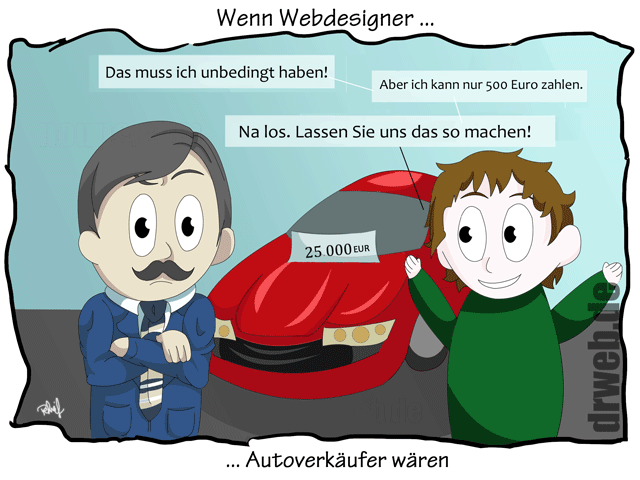 Wenn Webdesigner ...
Das muss ich unbedingt haben!
Aber ich kann nur 500 Euro zahlen.
Na los. Lassen Sie uns das so machen!
25.000 EUR
drweb.de
... Autoverkäufer wären